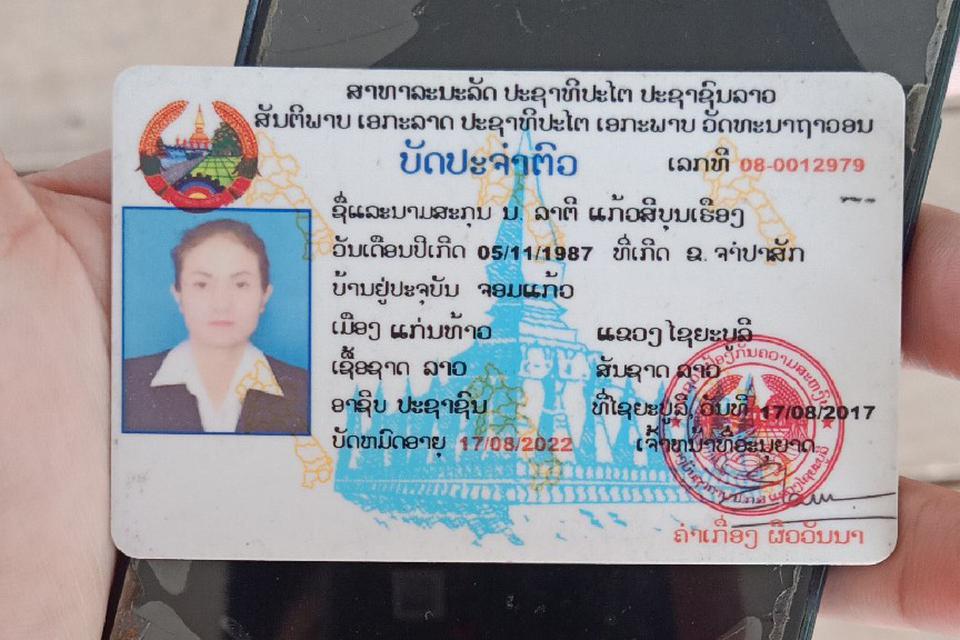 ສາທາລະນະລັດ ປະຊາທິປະໄຕ ປະຊາຊົນລາວ
ສັນຕິພາບ ເອກະລາດ ປະຊາທິປະໄຕ ເອກະພາບ ວັດທະນາຖາວອນ
ບັດປະຈຳຕົວ ເລກທີ 08-0012979
ຊື່ແລະນາມສະກຸນ ນ. ລາຕີ ແກ້ວສີບຸນເຮືອງ
ວັນເດືອນປີເກີດ 05/11/1987 ທີ່ເກີດ ຂ. ຈຳປາສັກ
ບ້ານຢູ່ປະຈຸບັນ ຈອມແກ້ວ
ເມືອງ ແກ່ນທ້າວ ແຂວງ ໄຊຍະບູລີ
ເຊື້ອຊາດ ລາວ ສັນຊາດ ລາວ
ອາຊີບ ປະຊາຊົນ ທີ່ໄຊຍະບູລີ ວັນທີ 17/08/2017
ບັດຫມົດອາຍຸ 17/08/2022 ເຈົ້າຫນ້າທີ່ອະນຸຍາດ
ຄຳເກື່ອງ ຜິວວັນນາ